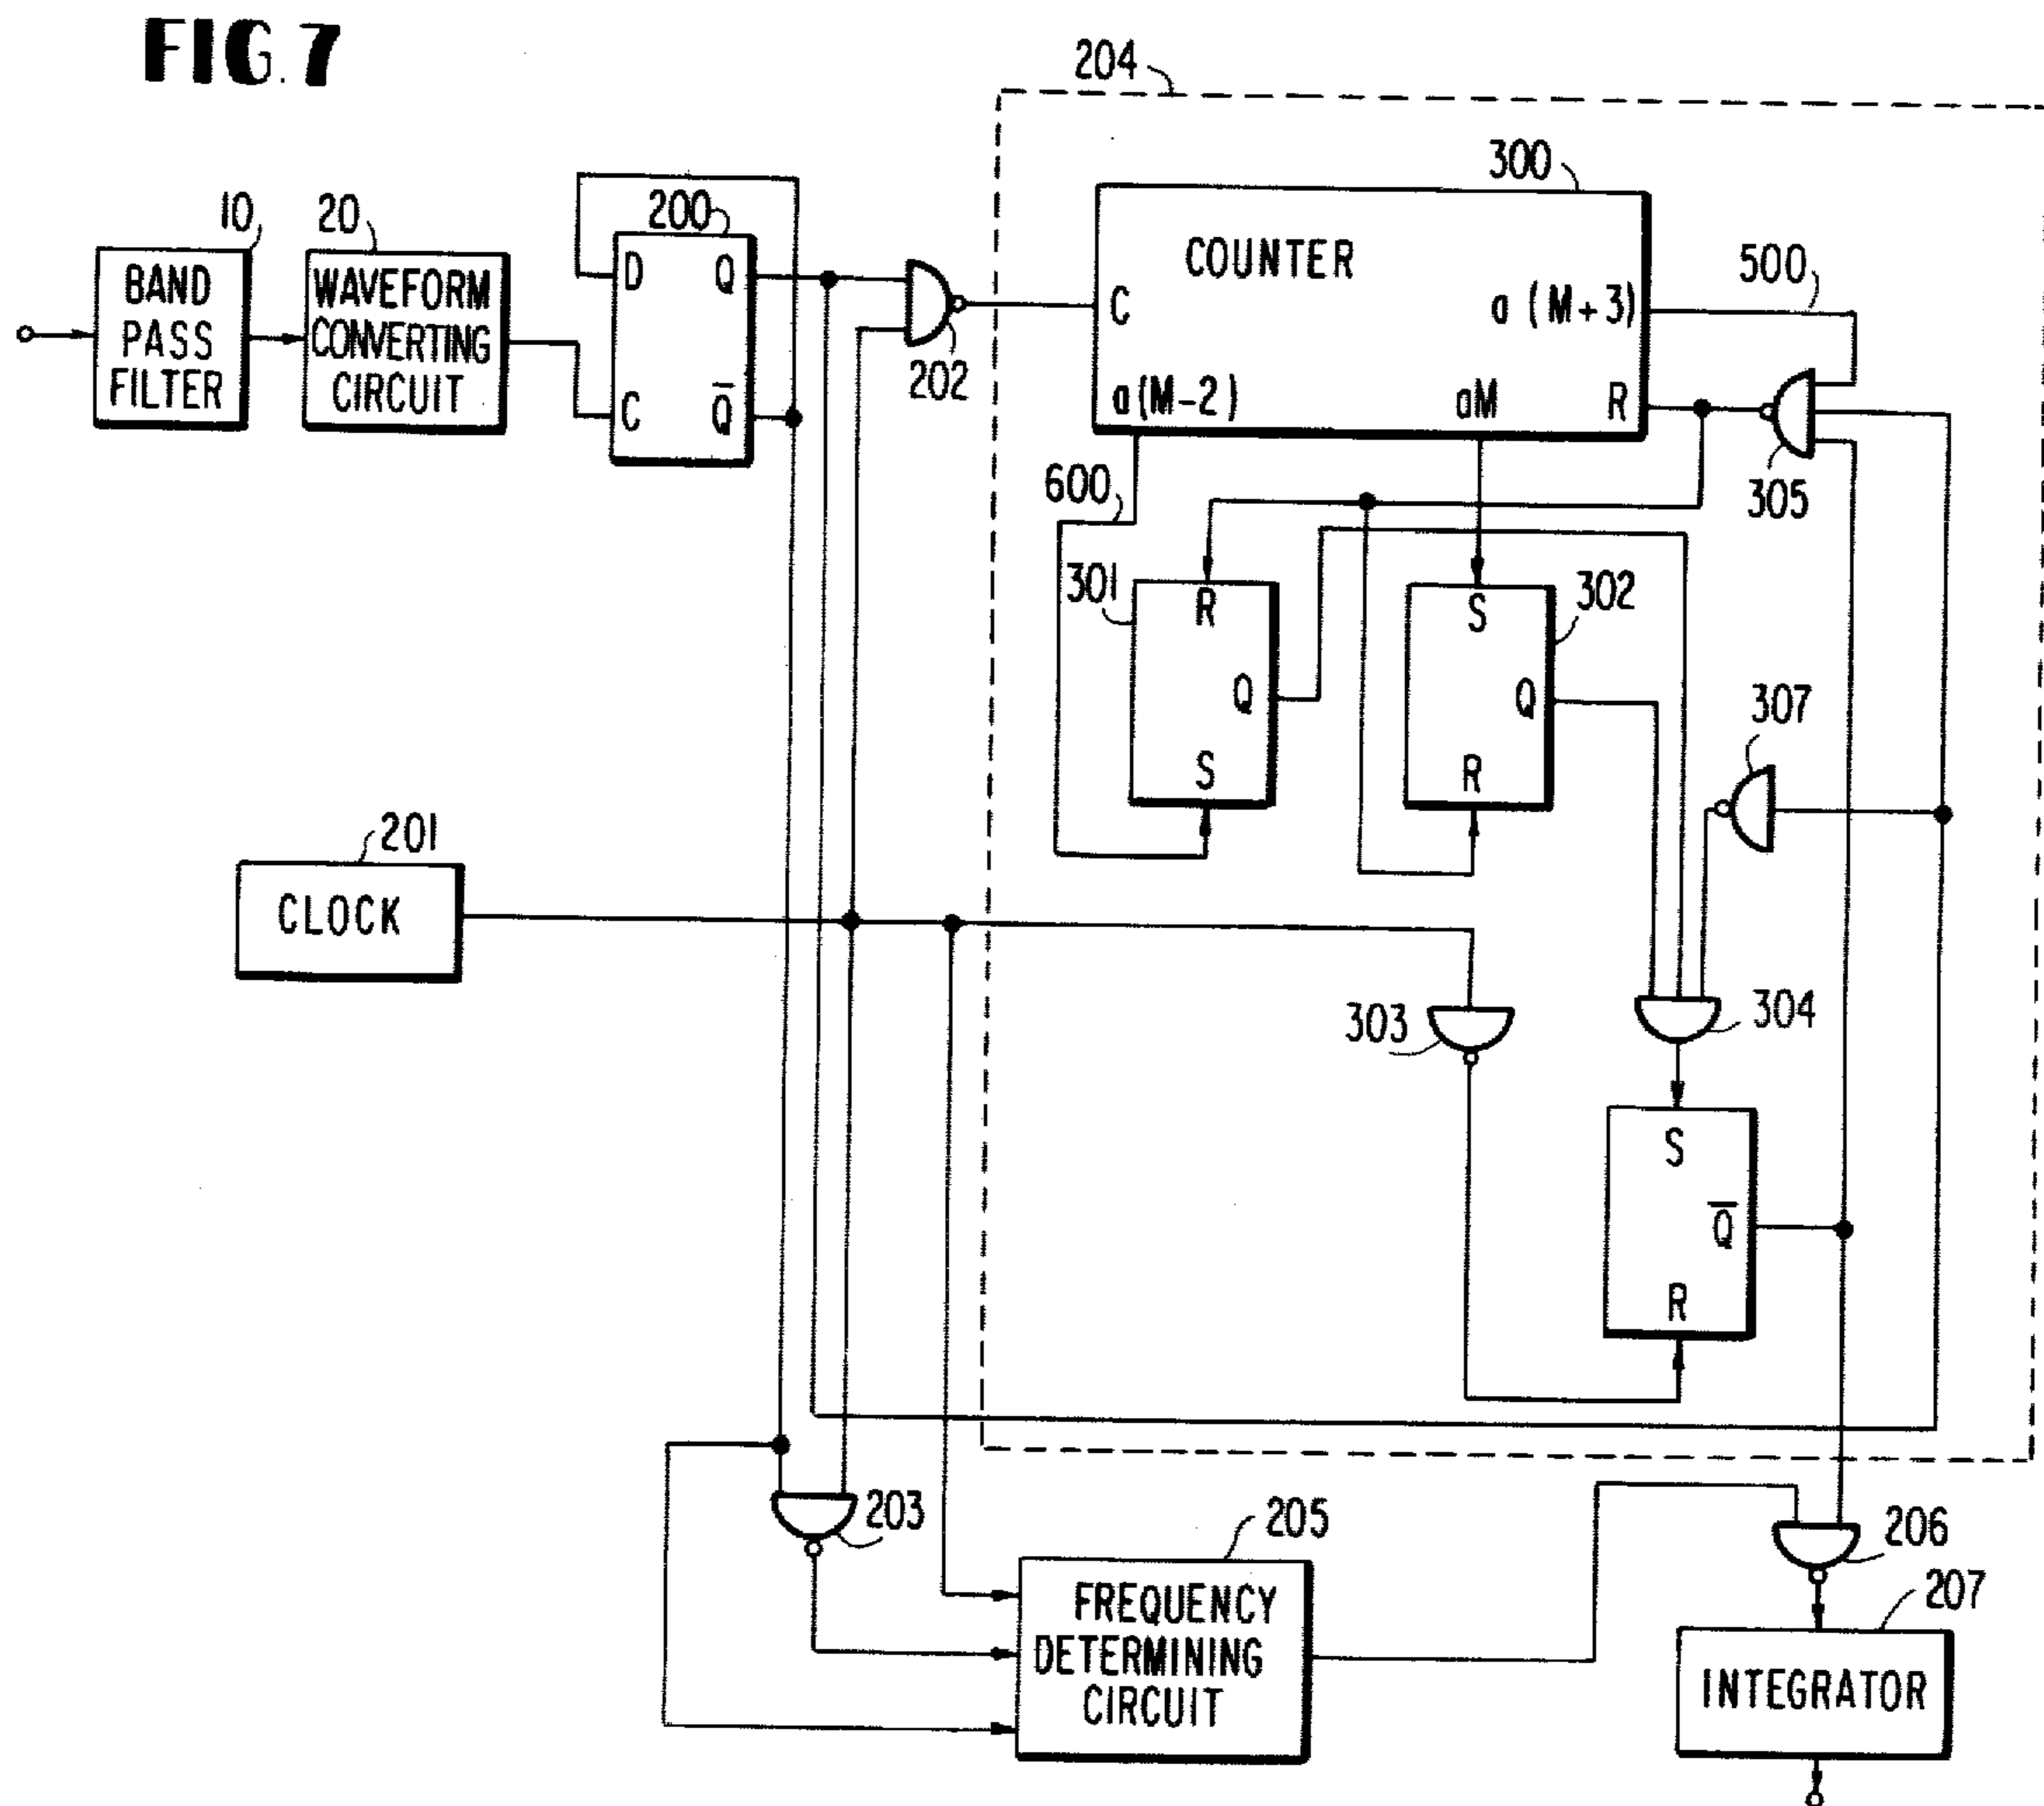 FIG. 7
204
300
10
20
200
COUNTER
500
BAND
PASS
FILTER
WAVEFORM
CONVERTING
CIRCUIT
D
Q
C
Q̅
202
C
a (M+3)
a(M-2)
aM
R
305
600
301
R
Q
S
S
302
Q
R
307
201
CLOCK
303
304
S
Q̅
R
203
205
FREQUENCY
DETERMINING
CIRCUIT
206
207
INTEGRATOR